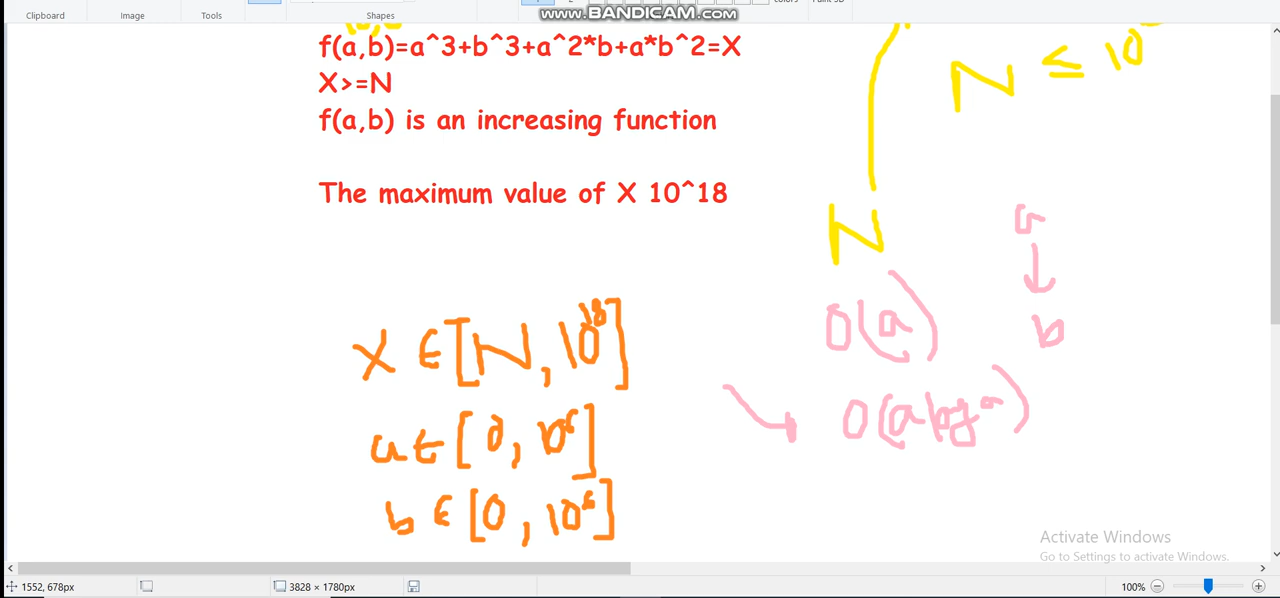 www.BANDICAM.com
Clipboard
Image
Tools
Shapes
colors
f(a,b)=a^3+b^3+a^2*b+a*b^2=X
X>=N
f(a,b) is an increasing function
The maximum value of X 10^18
N ≤ 10
N
a
b
O(a)
O(a log a)
X ∈ [N, 10^18]
a ∈ [0, 10^6]
b ∈ [0, 10^6]
Activate Windows
Go to Settings to activate Windows.
1552, 678px
3828 × 1780px
100%